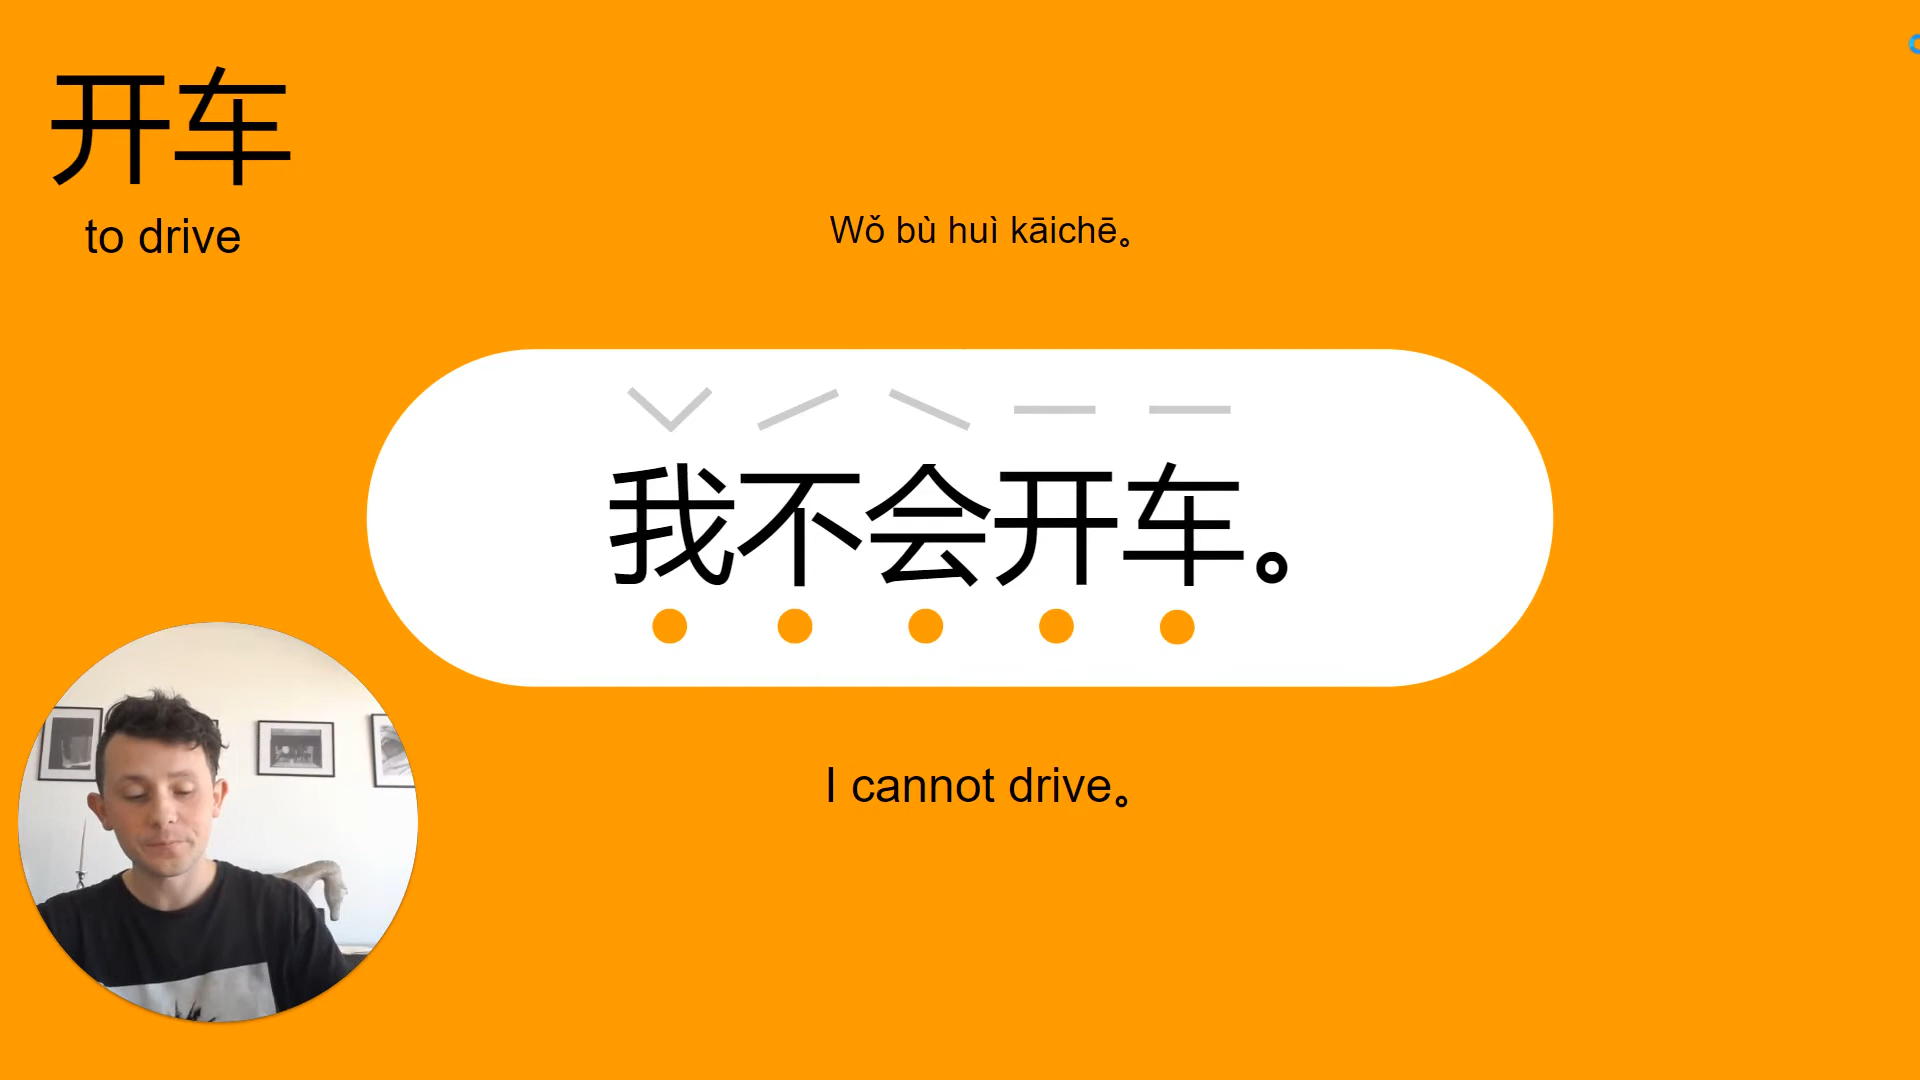 开车
to drive
Wǒ bù huì kāichē。
我不会开车。
I cannot drive。